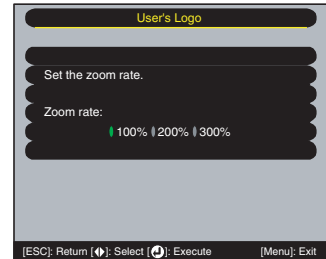 User's Logo
Set the zoom rate.
Zoom rate:
100% 200% 300%
[ESC]: Return [◆]: Select [⏎]: Execute [Menu]: Exit